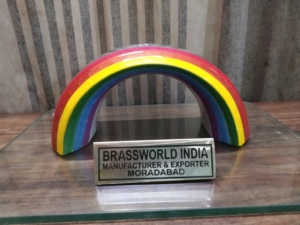 BRASSWORLD INDIA
MANUFACTURER & EXPORTER
MORADABAD